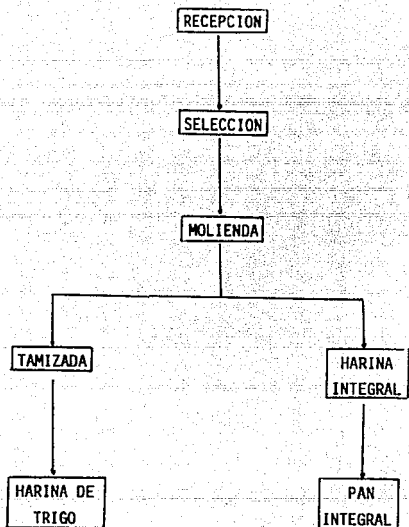 RECEPCION
SELECCION
MOLIENDA
TAMIZADA
HARINA
INTEGRAL
HARINA DE
TRIGO
PAN
INTEGRAL